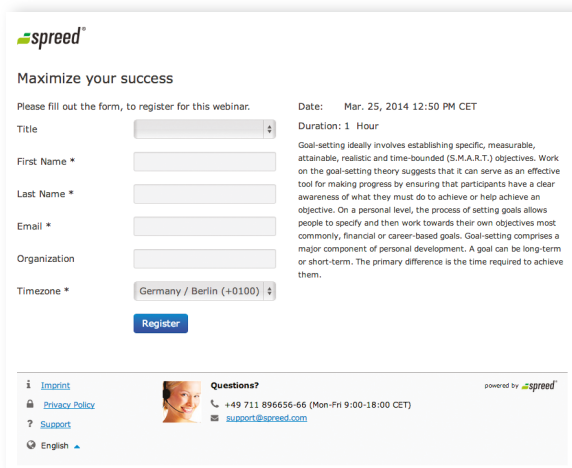 spreed®
Maximize your success
Please fill out the form, to register for this webinar.
Title
First Name *
Last Name *
Email *
Organization
Timezone *
Germany / Berlin (+0100)
Register
Date: Mar. 25, 2014 12:50 PM CET
Duration: 1 Hour
Goal-setting ideally involves establishing specific, measurable,
attainable, realistic and time-bounded (S.M.A.R.T.) objectives. Work
on the goal-setting theory suggests that it can serve as an effective
tool for making progress by ensuring that participants have a clear
awareness of what they must do to achieve or help achieve an
objective. On a personal level, the process of setting goals allows
people to specify and then work towards their own objectives most
commonly, financial or career-based goals. Goal-setting comprises a
major component of personal development. A goal can be long-term
or short-term. The primary difference is the time required to achieve
them.
i Imprint
Privacy Policy
? Support
English
Questions?
+49 711 896656-66 (Mon-Fri 9:00-18:00 CET)
support@spreed.com
powered by spreed®